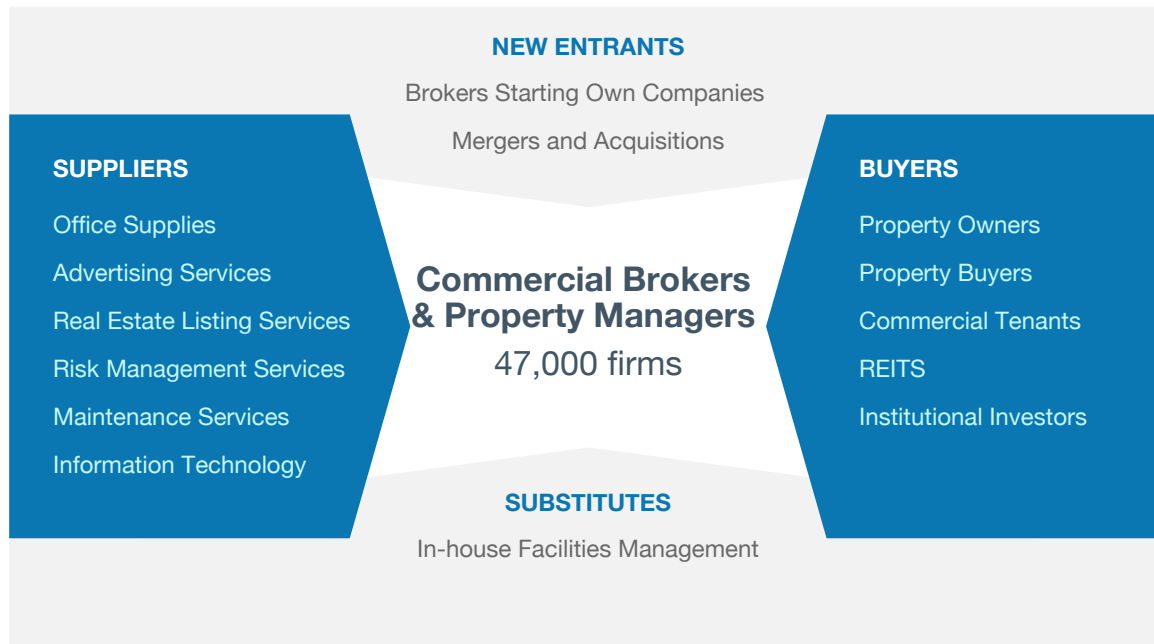 NEW ENTRANTS
Brokers Starting Own Companies
Mergers and Acquisitions
SUPPLIERS
Office Supplies
Advertising Services
Real Estate Listing Services
Risk Management Services
Maintenance Services
Information Technology
Commercial Brokers
& Property Managers
47,000 firms
BUYERS
Property Owners
Property Buyers
Commercial Tenants
REITS
Institutional Investors
SUBSTITUTES
In-house Facilities Management